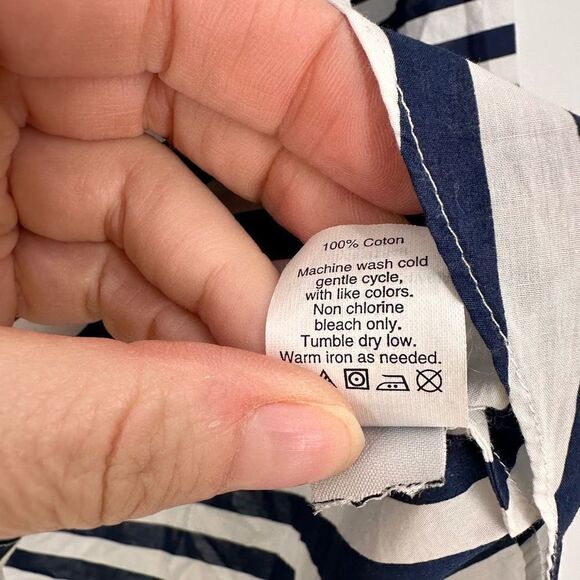 100% Coton
Machine wash cold
gentle cycle,
with like colors.
Non chlorine
bleach only.
Tumble dry low.
Warm iron as needed.